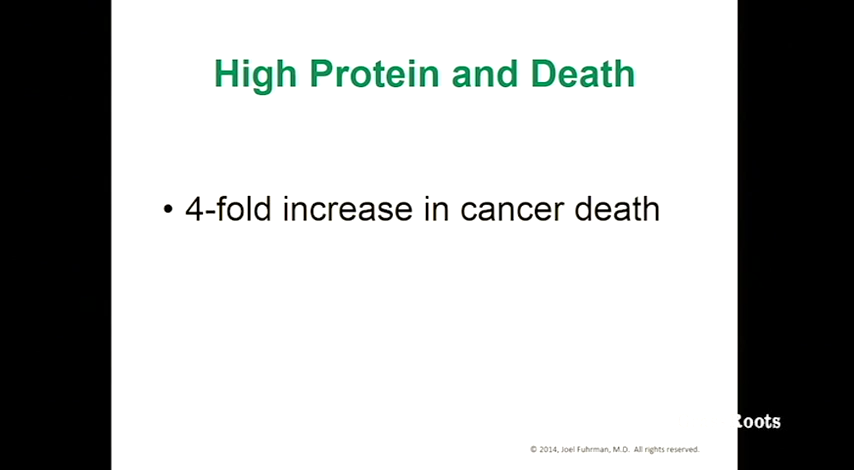 High Protein and Death
• 4-fold increase in cancer death
Roots
© 2014, Joel Fuhrman, M.D. All rights reserved.